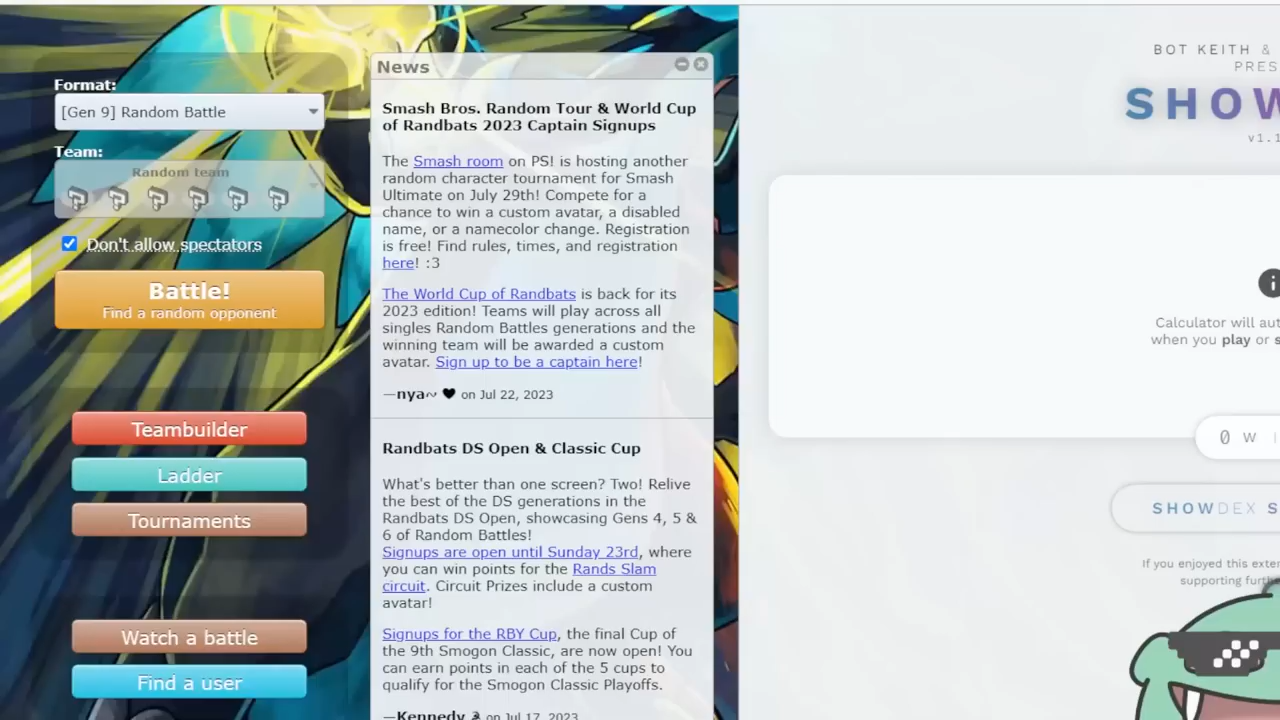 Format:
[Gen 9] Random Battle
Team:
Random team
Don't allow spectators
Battle!
Find a random opponent
Teambuilder
Ladder
Tournaments
Watch a battle
Find a user
News
Smash Bros. Random Tour & World Cup
of Randbats 2023 Captain Signups
The Smash room on PS! is hosting another
random character tournament for Smash
Ultimate on July 29th! Compete for a
chance to win a custom avatar, a disabled
name, or a namecolor change. Registration
is free! Find rules, times, and registration
here! :3
The World Cup of Randbats is back for its
2023 edition! Teams will play across all
singles Random Battles generations and the
winning team will be awarded a custom
avatar. Sign up to be a captain here!
—nya~ ❤ on Jul 22, 2023
Randbats DS Open & Classic Cup
What's better than one screen? Two! Relive
the best of the DS generations in the
Randbats DS Open, showcasing Gens 4, 5 &
6 of Random Battles!
Signups are open until Sunday 23rd, where
you can win points for the Rands Slam
circuit. Circuit Prizes include a custom
avatar!
Signups for the RBY Cup, the final Cup of
the 9th Smogon Classic, are now open! You
can earn points in each of the 5 cups to
qualify for the Smogon Classic Playoffs.
—Kennedy on Jul 17, 2023
BOT KEITH &
PRES
SHOW
v1.1
Calculator will aut
when you play or s
0 W I
SHOWDEX S
If you enjoyed this exte
supporting furth